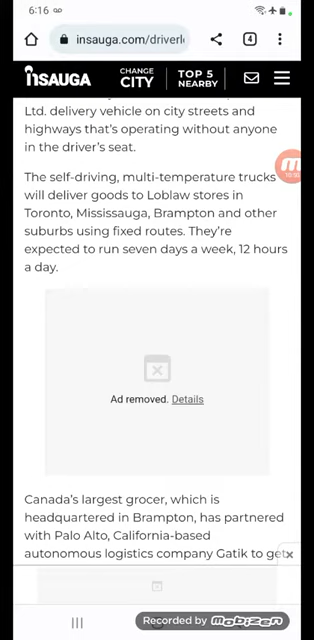 6:16
insauga.com/driverle
4
insauga
CHANGE CITY
TOP 5 NEARBY
Ltd. delivery vehicle on city streets and
highways that's operating without anyone
in the driver's seat.
The self-driving, multi-temperature trucks
will deliver goods to Loblaw stores in
Toronto, Mississauga, Brampton and other
suburbs using fixed routes. They're
expected to run seven days a week, 12 hours
a day.
Ad removed. Details
Canada's largest grocer, which is
headquartered in Brampton, has partnered
with Palo Alto, California-based
autonomous logistics company Gatik to get
Recorded by mobizen